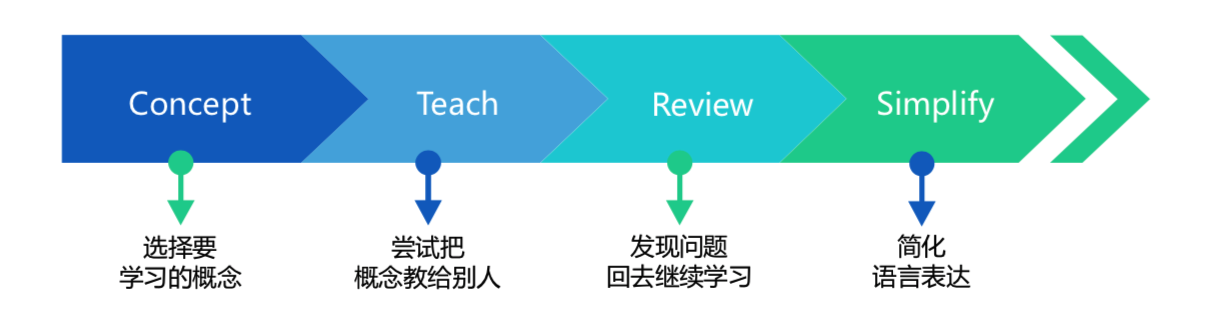 Concept
Teach
Review
Simplify
选择要
学习的概念
尝试把
概念教给别人
发现问题
回去继续学习
简化
语言表达